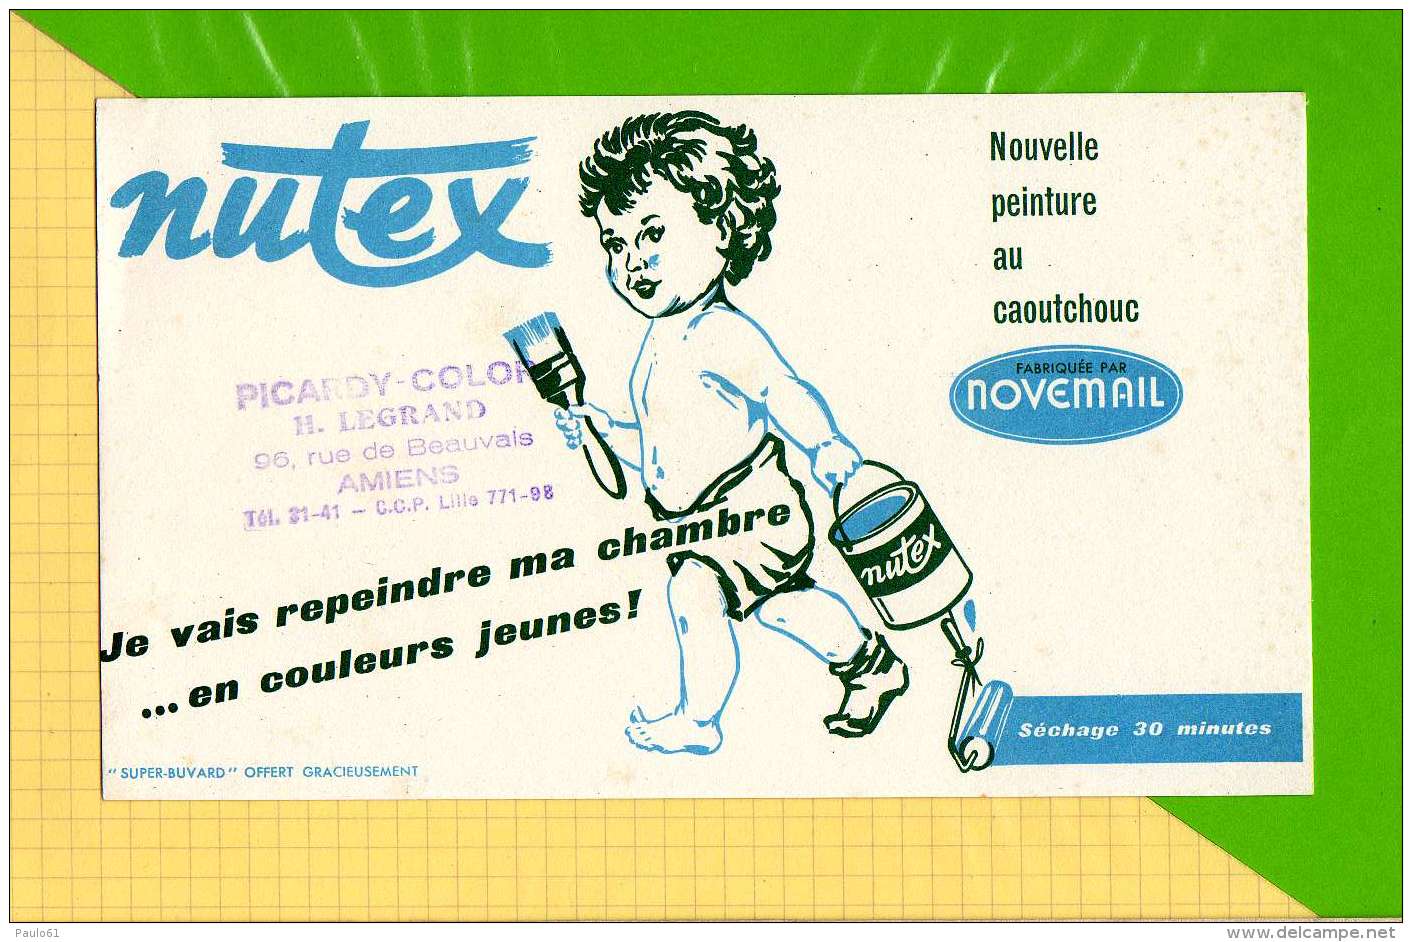 nutex
Nouvelle
peinture
au
caoutchouc
FABRIQUÉE PAR
NOVEMAIL
PICARDY-COLOR
H. LEGRAND
96, rue de Beauvais
AMIENS
Tél. 31-41 - C.C.P. Lille 771-98
Je vais repeindre ma chambre
...en couleurs jeunes!
nutex
Séchage 30 minutes
"SUPER-BUVARD" OFFERT GRACIEUSEMENT
Paulo61
delcampe.net